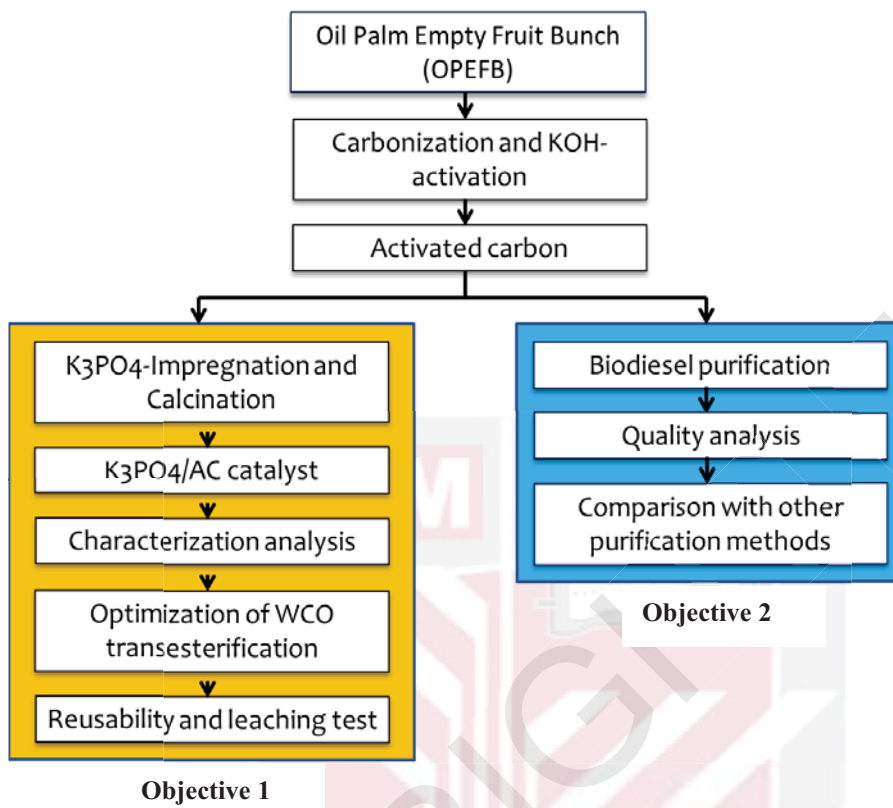 Oil Palm Empty Fruit Bunch
(OPEFB)
Carbonization and KOH-
activation
Activated carbon
K3PO4-Impregnation and
Calcination
K3PO4/AC catalyst
Characterization analysis
Optimization of WCO
transesterification
Reusability and leaching test
Objective 1
Biodiesel purification
Quality analysis
Comparison with other
purification methods
Objective 2